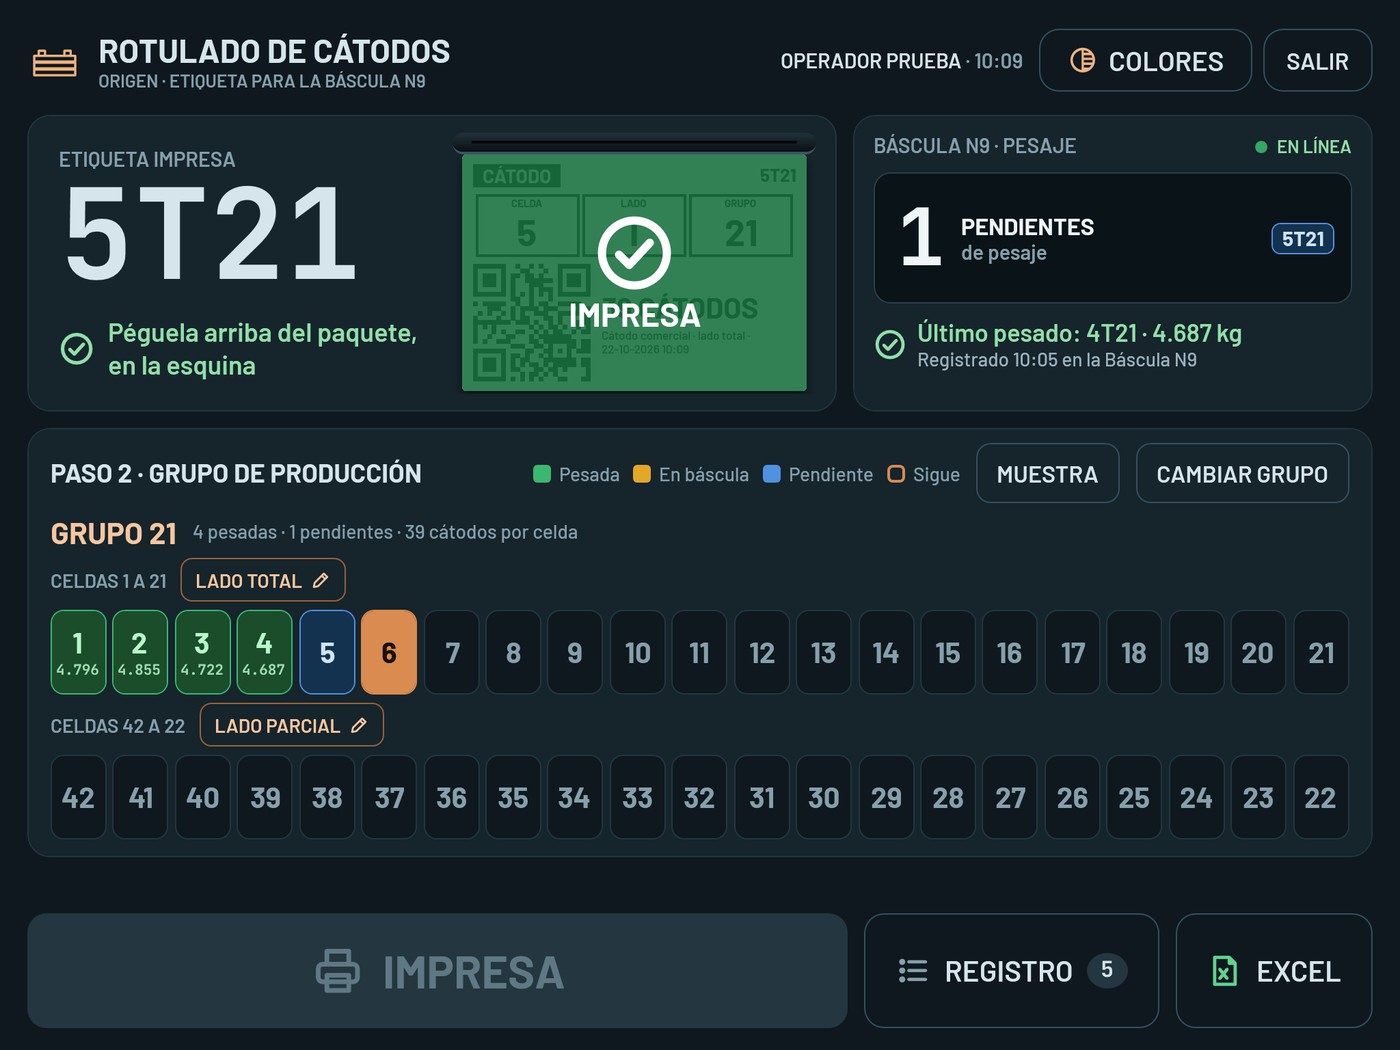 ROTULADO DE CÁTODOS
ORIGEN · ETIQUETA PARA LA BÁSCULA N9
OPERADOR PRUEBA · 10:09
COLORES
SALIR
ETIQUETA IMPRESA
5T21
Péguela arriba del paquete,
en la esquina
CÁTODO
5T21
CELDA
LADO
GRUPO
5
21
IMPRESA
CÁTODOS
Cátodo comercial · lado total ·
22-10-2026 10:09
BÁSCULA N9 · PESAJE
EN LÍNEA
1
PENDIENTES
de pesaje
5T21
Último pesado: 4T21 · 4.687 kg
Registrado 10:05 en la Báscula N9
PASO 2 · GRUPO DE PRODUCCIÓN
Pesada
En báscula
Pendiente
Sigue
MUESTRA
CAMBIAR GRUPO
GRUPO 21
4 pesadas · 1 pendientes · 39 cátodos por celda
CELDAS 1 A 21
LADO TOTAL
1 2 3 4 5 6 7 8 9 10 11 12 13 14 15 16 17 18 19 20 21
4.796 4.855 4.722 4.687
CELDAS 42 A 22
LADO PARCIAL
42 41 40 39 38 37 36 35 34 33 32 31 30 29 28 27 26 25 24 23 22
IMPRESA
REGISTRO 5
EXCEL